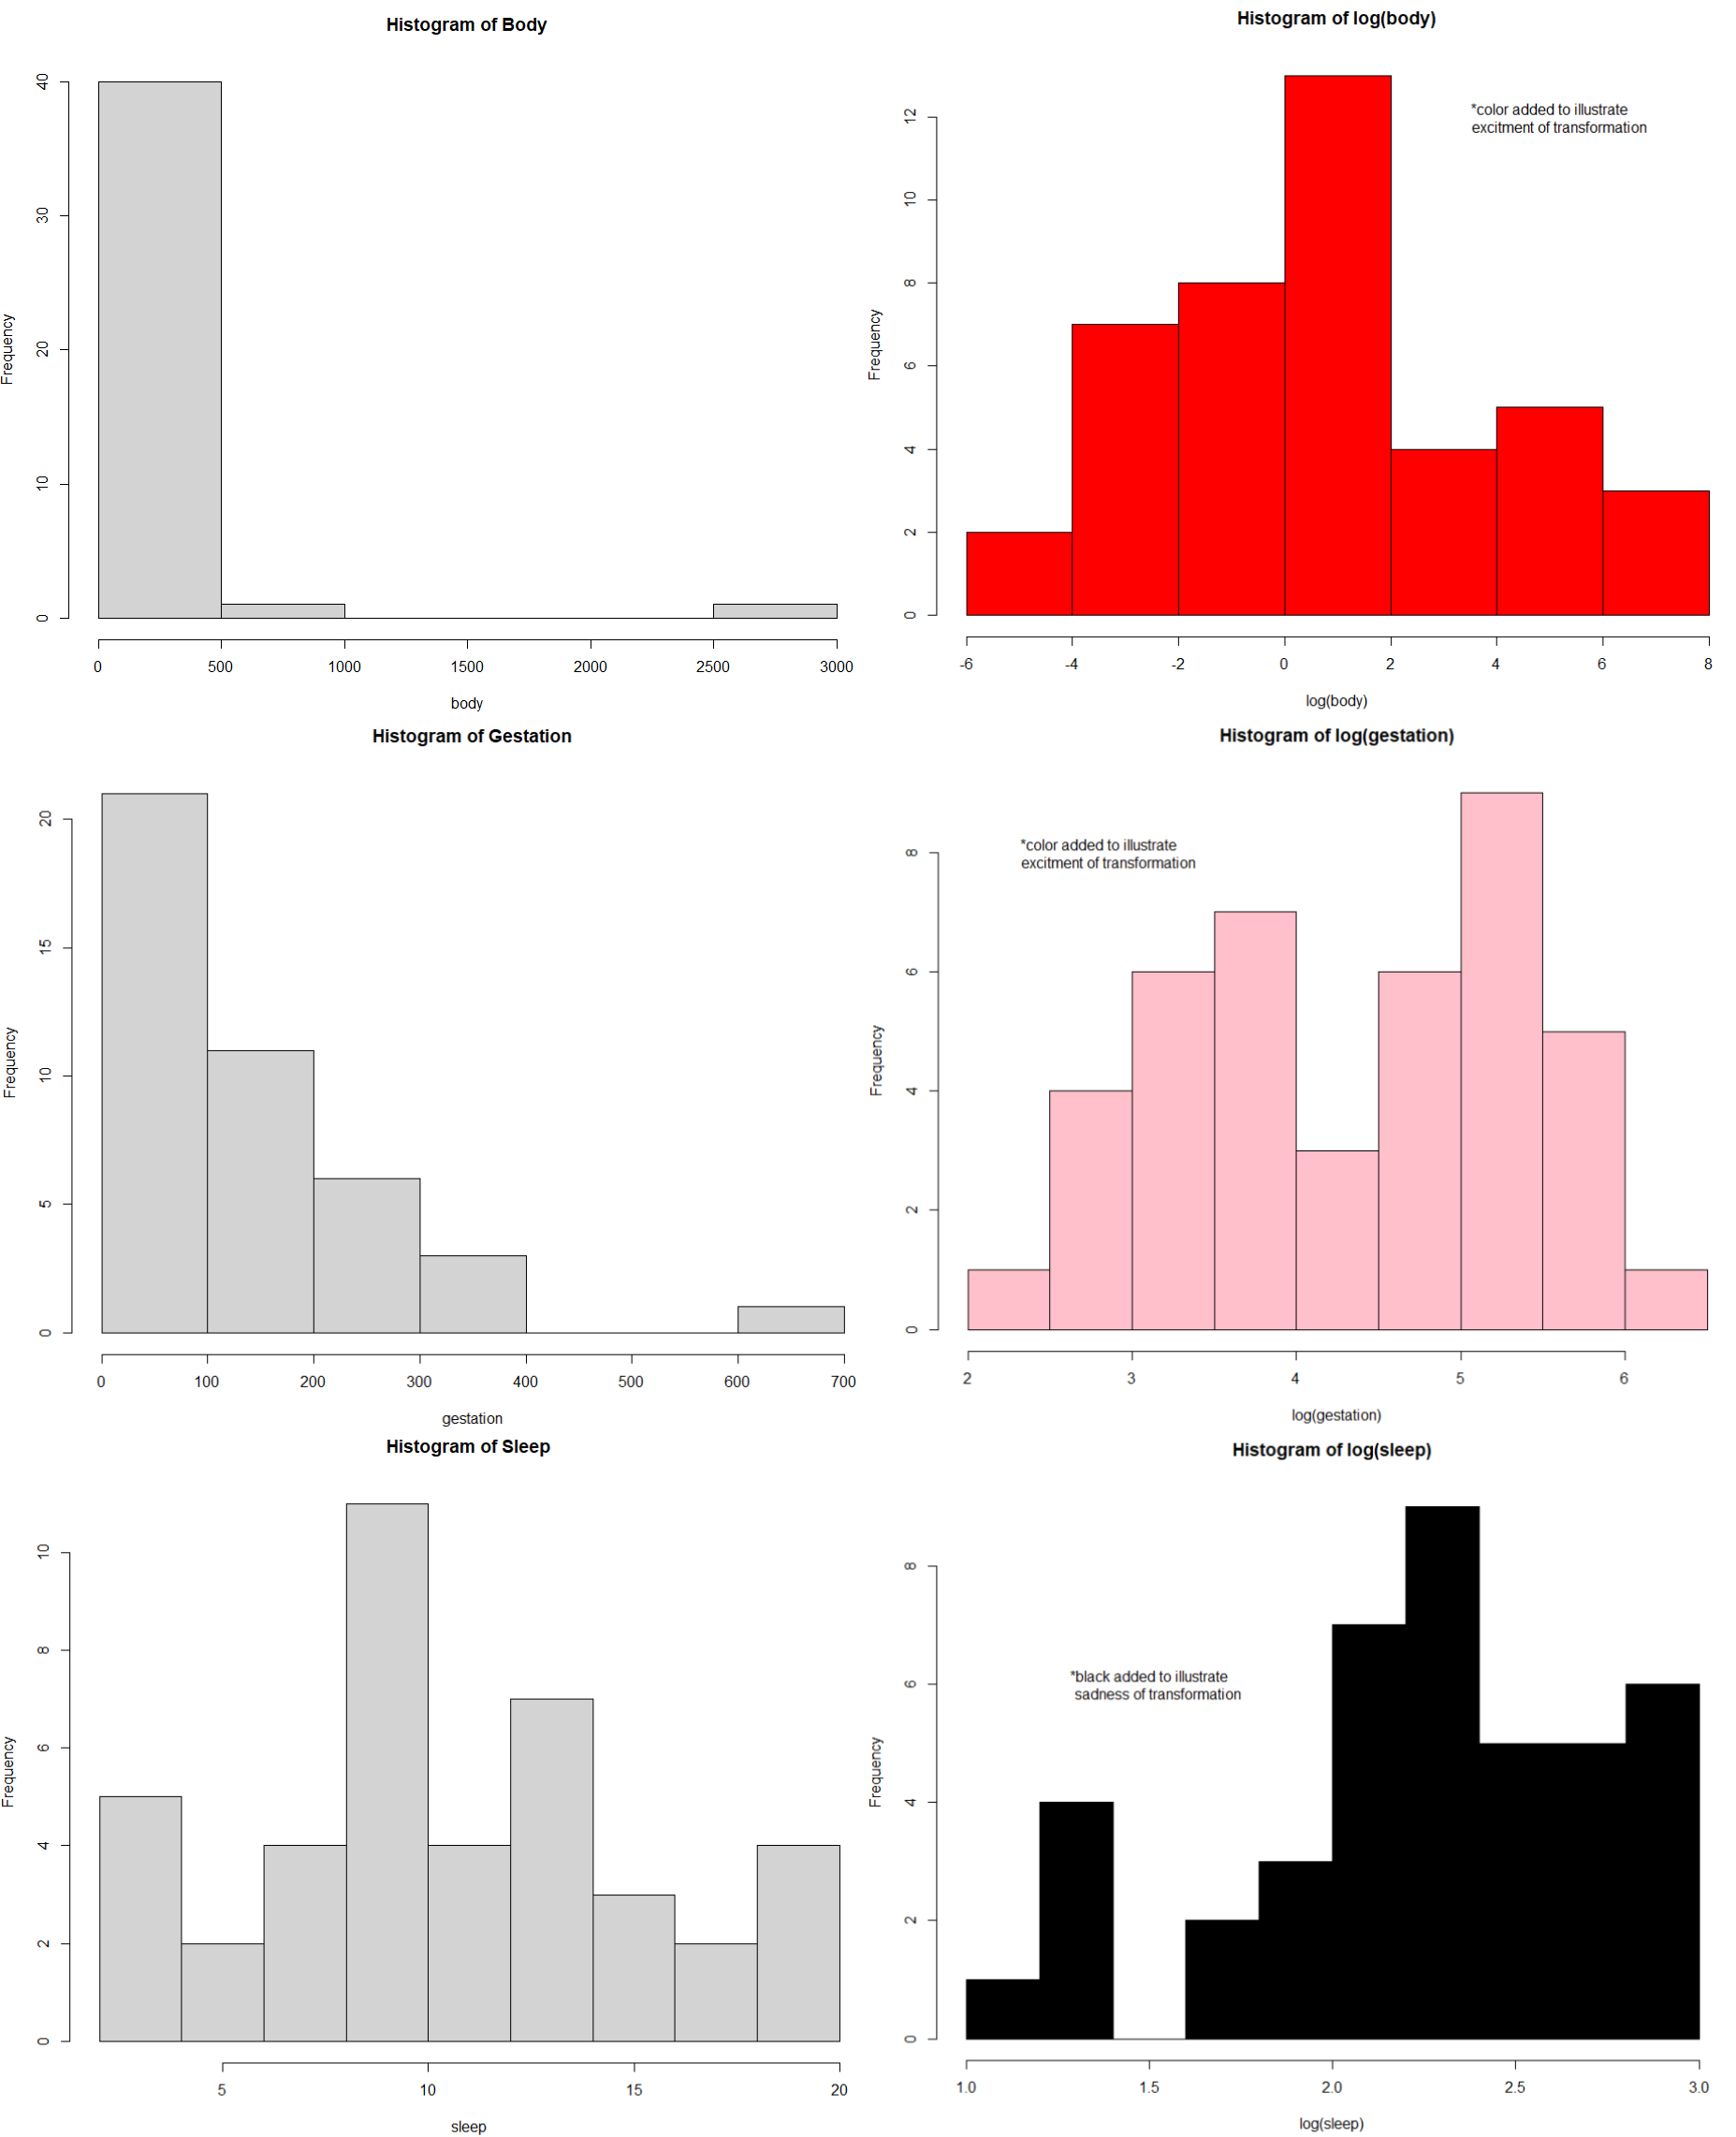 Histogram of Body
40
30
20
10
0
Frequency
0 500 1000 1500 2000 2500 3000
body
Histogram of log(body)
*color added to illustrate
excitment of transformation
12
10
8
6
4
2
0
Frequency
-6 -4 -2 0 2 4 6 8
log(body)
Histogram of Gestation
20
15
10
5
0
Frequency
0 100 200 300 400 500 600 700
gestation
Histogram of log(gestation)
*color added to illustrate
excitment of transformation
8
6
4
2
0
Frequency
2 3 4 5 6
log(gestation)
Histogram of Sleep
10
8
6
4
2
0
Frequency
5 10 15 20
sleep
Histogram of log(sleep)
*black added to illustrate
sadness of transformation
8
6
4
2
0
Frequency
1.0 1.5 2.0 2.5 3.0
log(sleep)